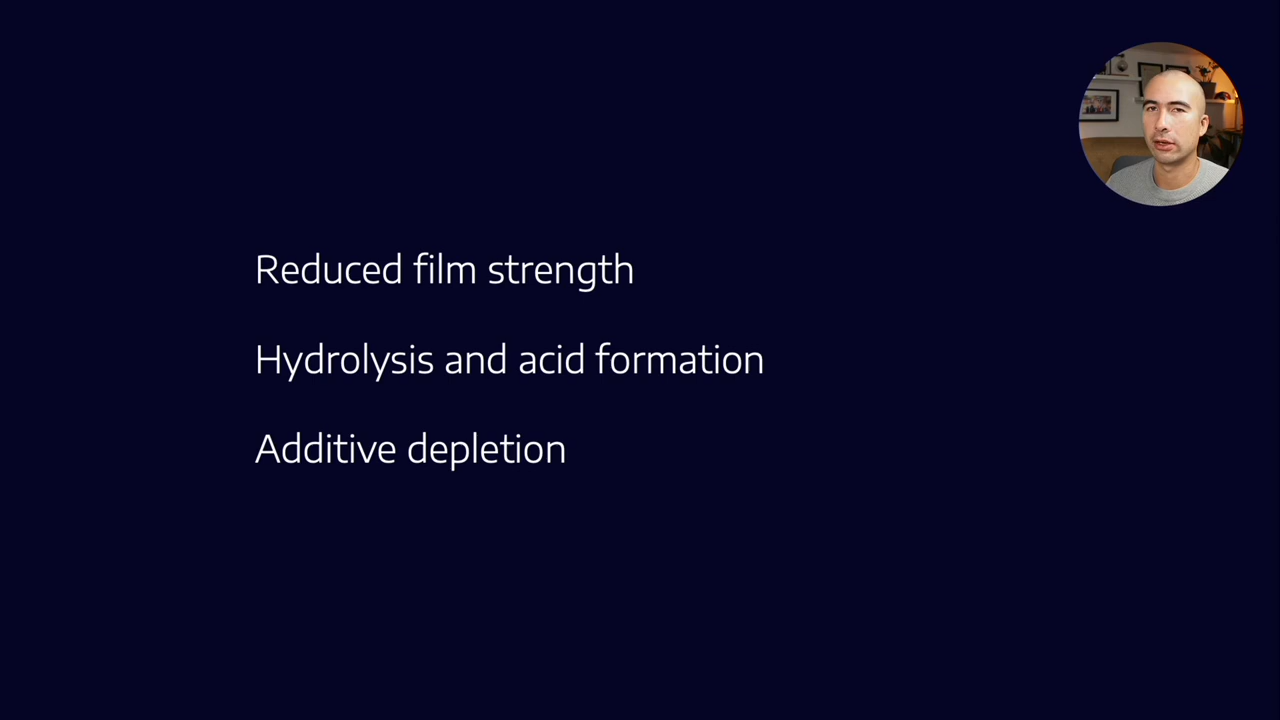 Reduced film strength
Hydrolysis and acid formation
Additive depletion